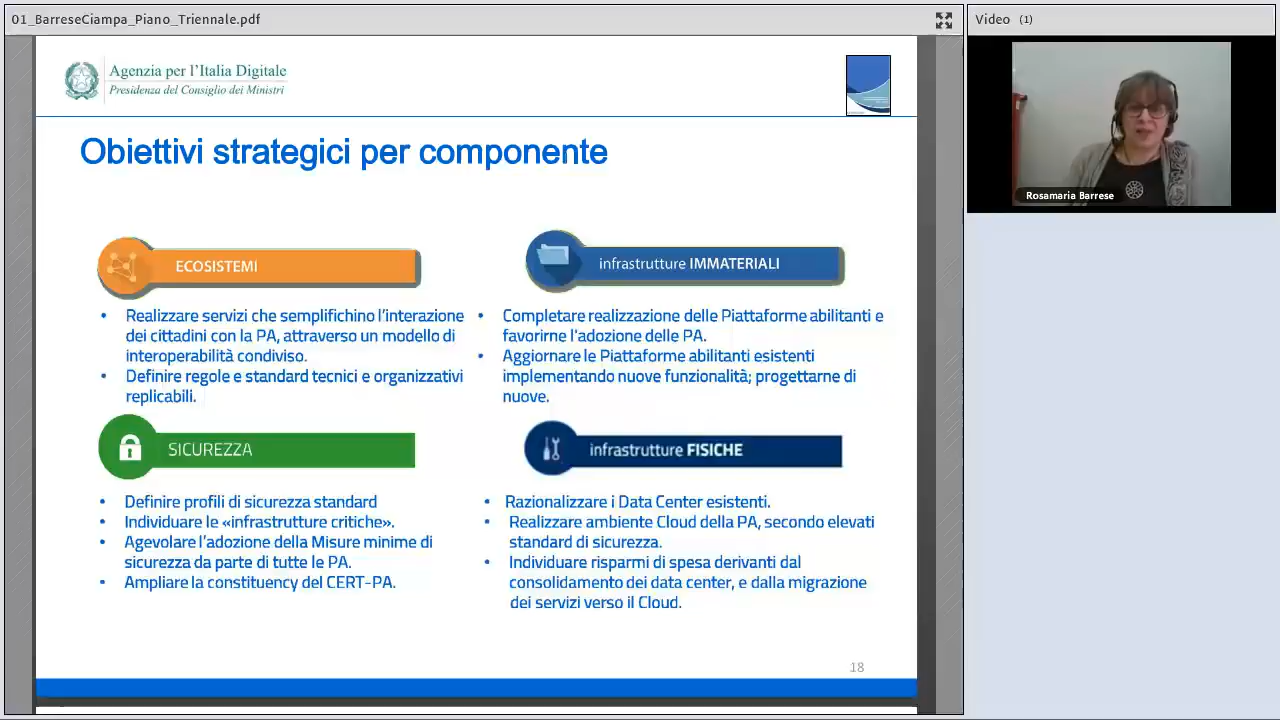 01_BarreseCiampa_Piano_Triennale.pdf
Video (1)
Agenzia per l'Italia Digitale
Presidenza del Consiglio dei Ministri
Rosamaria Barrese
Obiettivi strategici per componente
ECOSISTEMI
• Realizzare servizi che semplifichino l'interazione
dei cittadini con la PA, attraverso un modello di
interoperabilità condiviso.
• Definire regole e standard tecnici e organizzativi
replicabili.
infrastrutture IMMATERIALI
• Completare realizzazione delle Piattaforme abilitanti e
favorirne l'adozione delle PA.
• Aggiornare le Piattaforme abilitanti esistenti
implementando nuove funzionalità; progettarne di
nuove.
SICUREZZA
• Definire profili di sicurezza standard
• Individuare le «infrastrutture critiche».
• Agevolare l'adozione della Misure minime di
sicurezza da parte di tutte le PA.
• Ampliare la constituency del CERT-PA.
infrastrutture FISICHE
• Razionalizzare i Data Center esistenti.
• Realizzare ambiente Cloud della PA, secondo elevati
standard di sicurezza.
• Individuare risparmi di spesa derivanti dal
consolidamento dei data center, e dalla migrazione
dei servizi verso il Cloud.
18